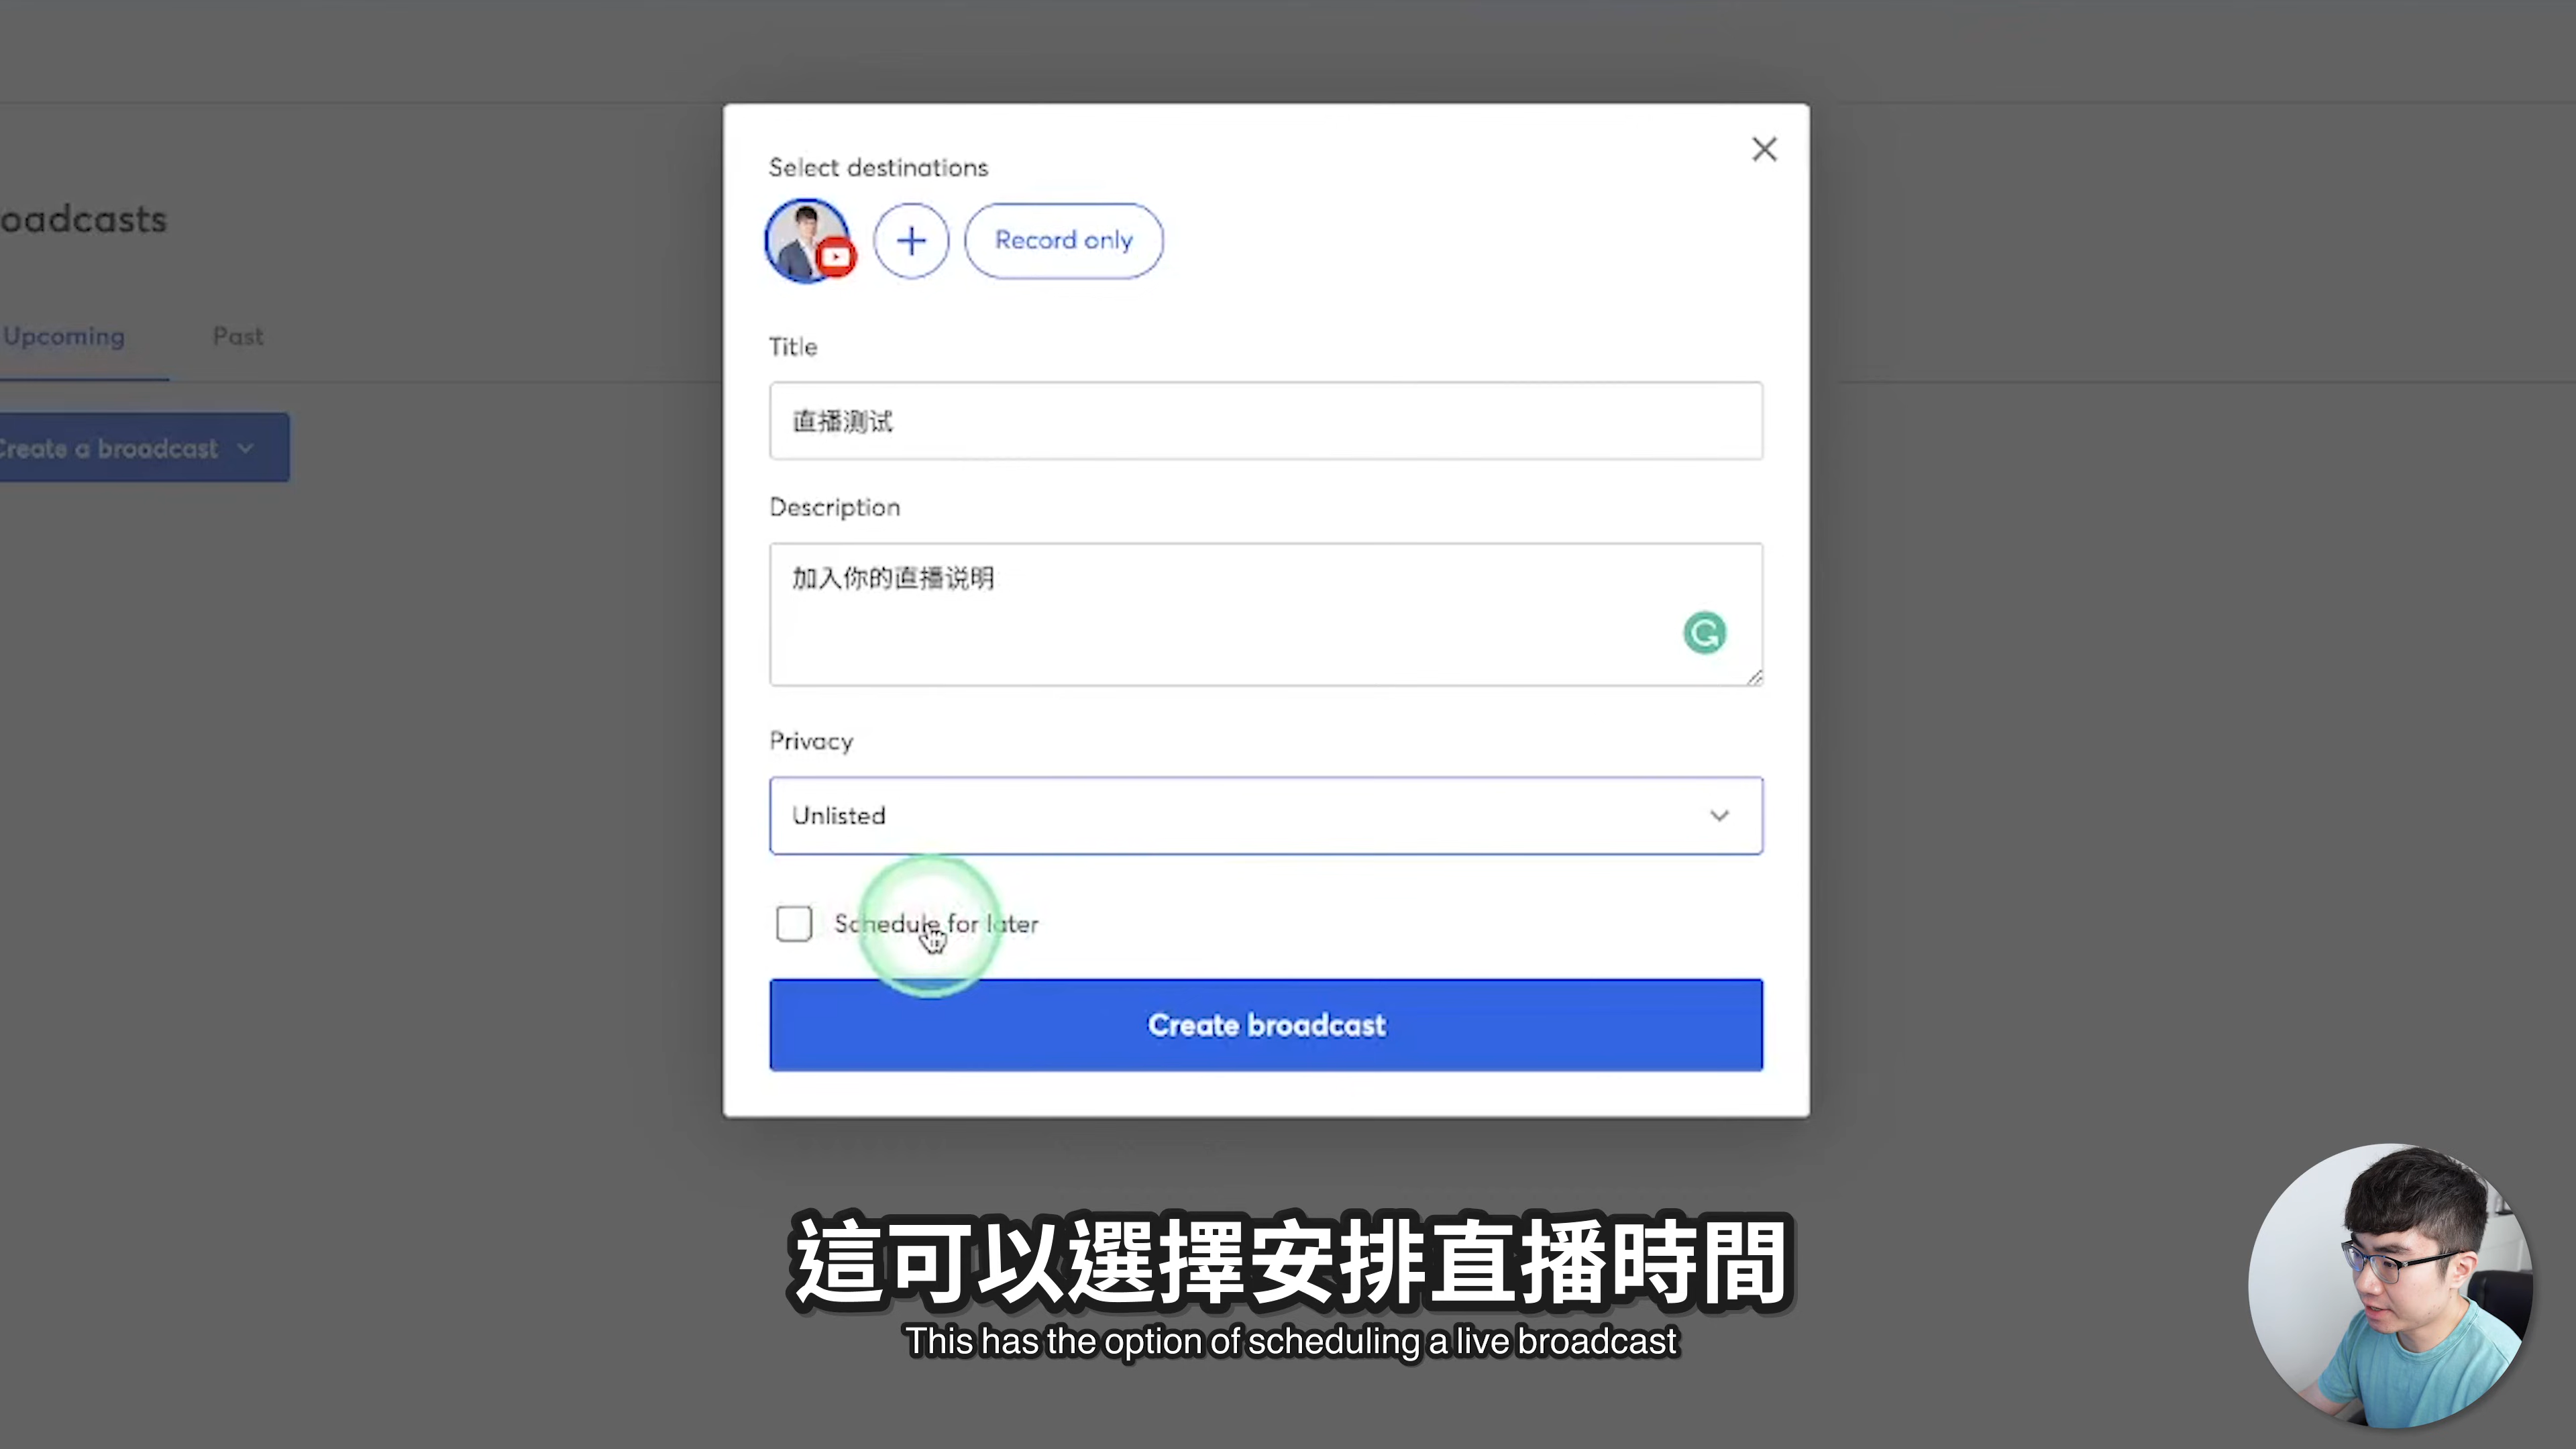 Select destinations
Record only
oadcasts
Upcoming
Past
Create a broadcast
Title
直播测试
Description
加入你的直播说明
Privacy
Unlisted
Schedule for later
Create broadcast
這可以選擇安排直播時間
This has the option of scheduling a live broadcast